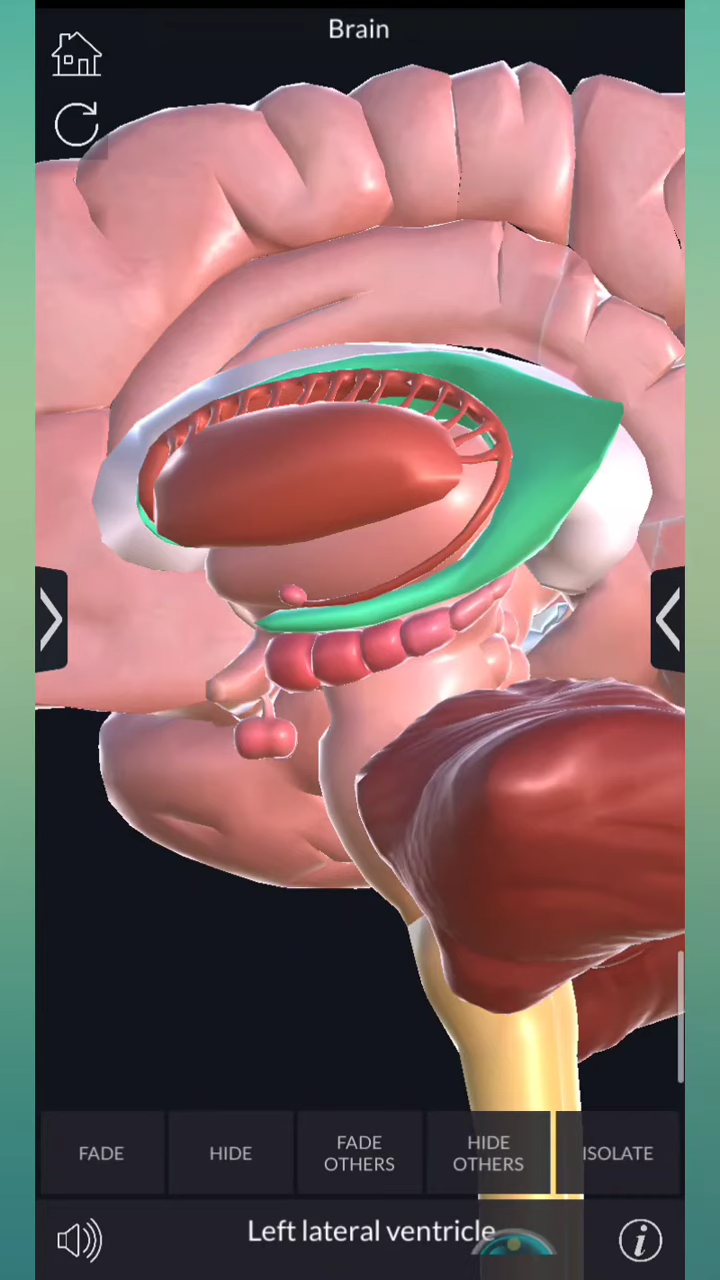 Brain
FADE
HIDE
FADE
OTHERS
HIDE
OTHERS
ISOLATE
Left lateral ventricle
i